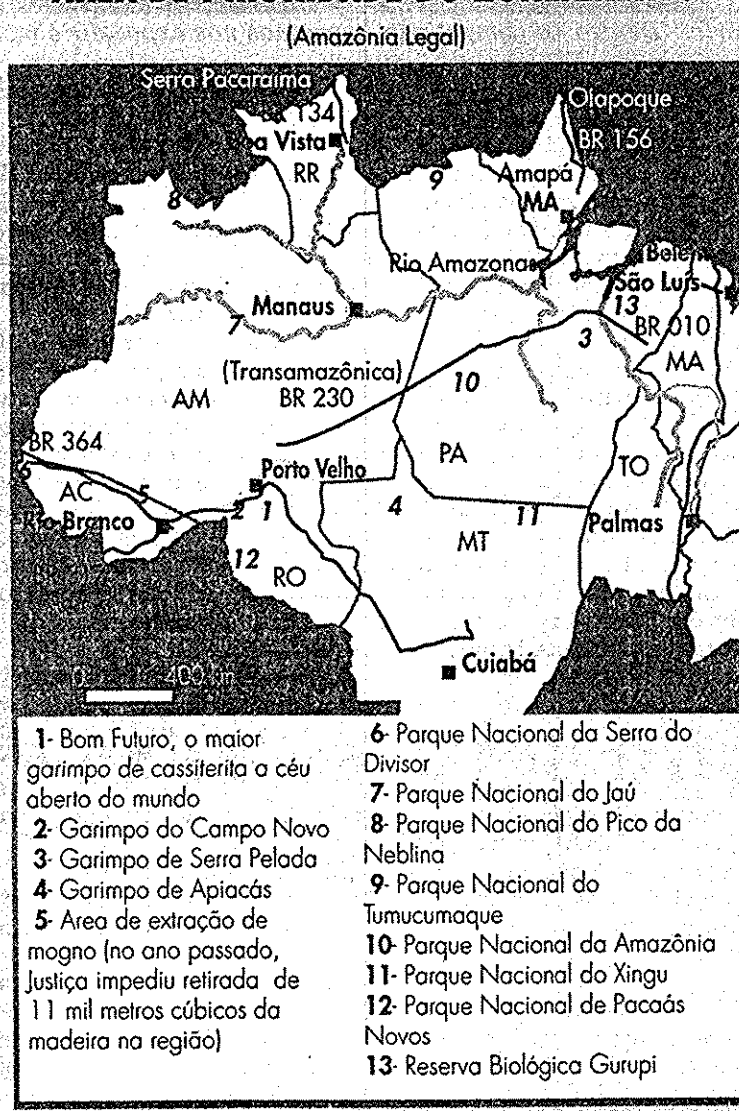 (Amazônia Legal)
Serra Pacaraima
BR 134
oa Vista
RR
8
9
Oiapoque
BR 156
Amapá
MA
Rio Amazonas
Belém
São Luís
13
BR 010
MA
Manaus
7
3
(Transamazônica)
BR 230
10
AM
BR 364
6
AC
5
Rio Branco
Porto Velho
2
1
12
RO
PA
4
11
MT
TO
Palmas
Cuiabá
0 400 km
1- Bom Futuro, o maior
garimpo de cassiterita a céu
aberto do mundo
2- Garimpo do Campo Novo
3- Garimpo de Serra Pelada
4- Garimpo de Apiacás
5- Area de extração de
mogno (no ano passado,
Justiça impediu retirada de
11 mil metros cúbicos da
madeira na região)
6- Parque Nacional da Serra do
Divisor
7- Parque Nacional do Jaú
8- Parque Nacional do Pico da
Neblina
9- Parque Nacional do
Tumucumaque
10- Parque Nacional da Amazônia
11- Parque Nacional do Xingu
12- Parque Nacional de Pacaás
Novos
13- Reserva Biológica Gurupi